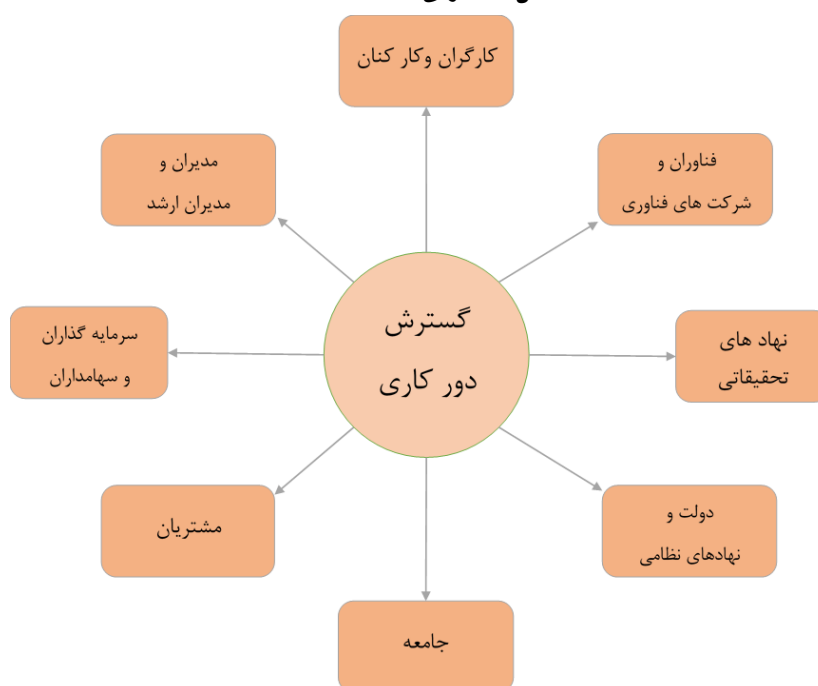 کارگران وکار کنان
فناوران و
شرکت های فناوری
مدیران و
مدیران ارشد
گسترش
دور کاری
نهاد های
تحقیقاتی
سرمایه گذاران
و سهامداران
دولت و
نهادهای نظامی
مشتریان
جامعه